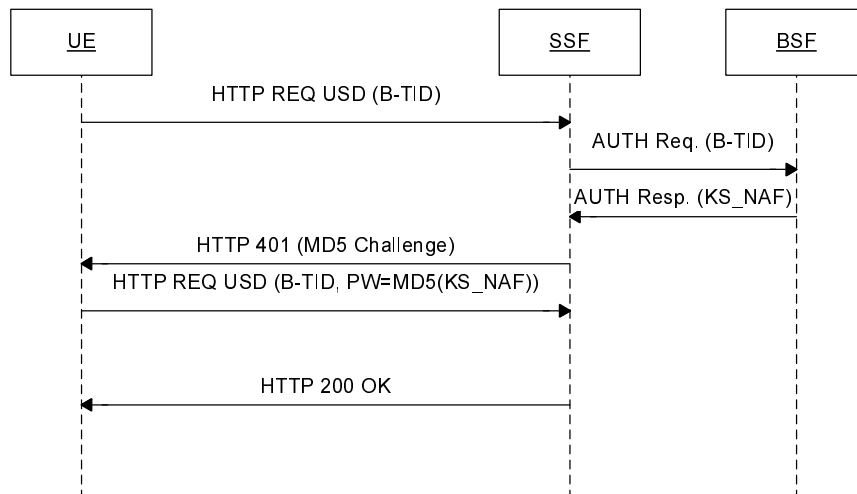 UE
SSF
BSF
HTTP REQ USD (B-TID)
AUTH Req. (B-TID)
AUTH Resp. (KS_NAF)
HTTP 401 (MD5 Challenge)
HTTP REQ USD (B-TID, PW=MD5(KS_NAF))
HTTP 200 OK